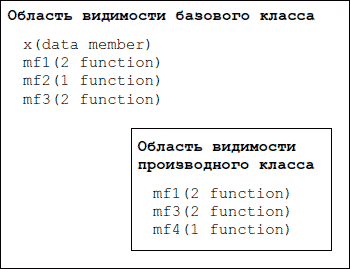 Область видимости базового класса
x(data member)
mf1(2 function)
mf2(1 function)
mf3(2 function)
Область видимости
производного класса
mf1(2 function)
mf3(2 function)
mf4(1 function)